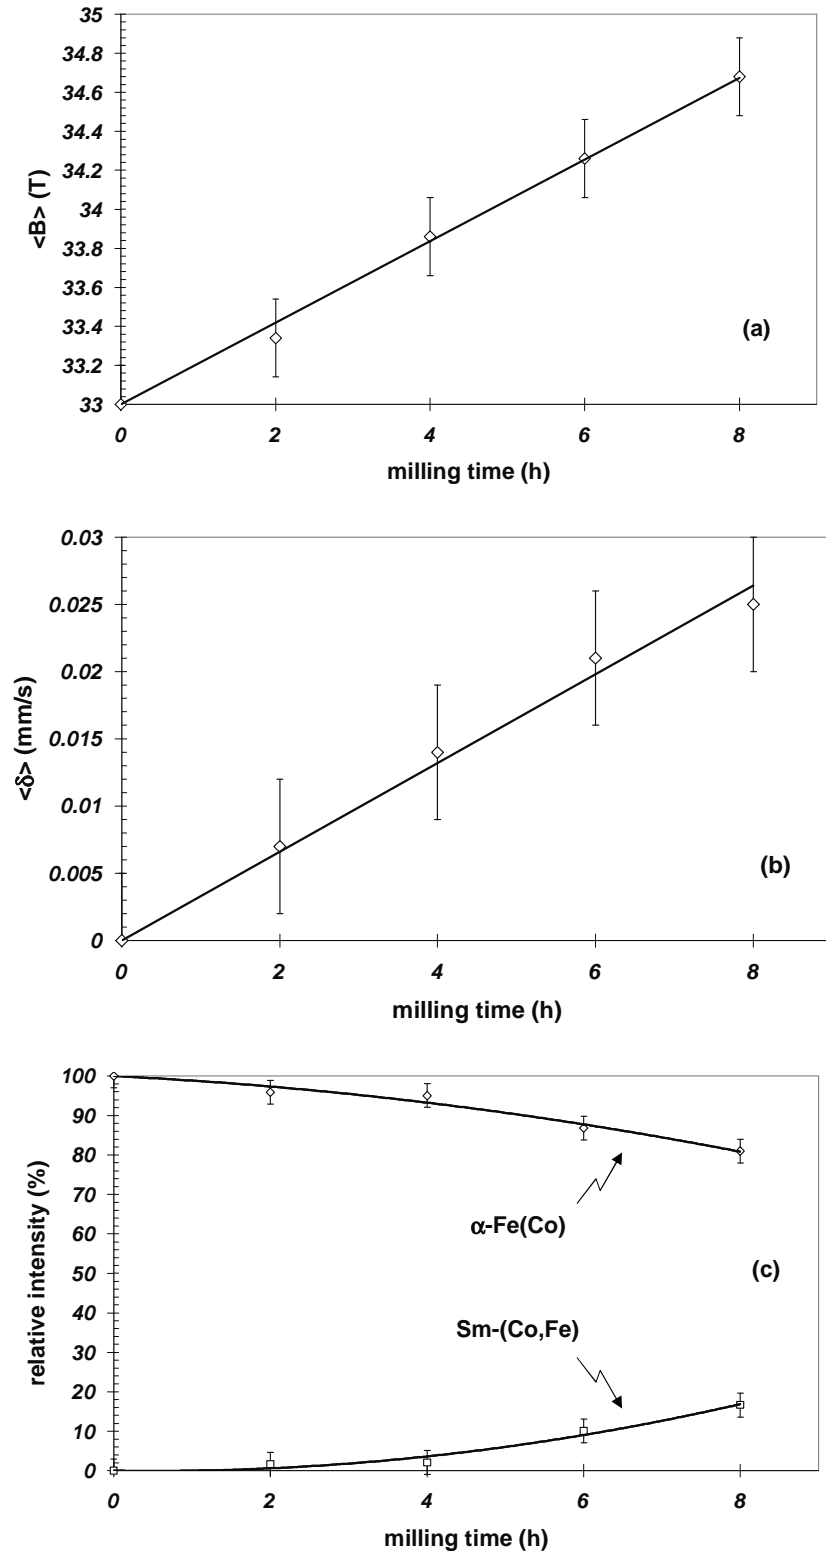 35
34.8
34.6
34.4
34.2
34
33.8
33.6
33.4
33.2
33
<B> (T)
(a)
0 2 4 6 8
milling time (h)
0.03
0.025
0.02
0.015
0.01
0.005
0
<δ> (mm/s)
(b)
0 2 4 6 8
milling time (h)
100
90
80
70
60
50
40
30
20
10
0
relative intensity (%)
α-Fe(Co)
(c)
Sm-(Co,Fe)
0 2 4 6 8
milling time (h)